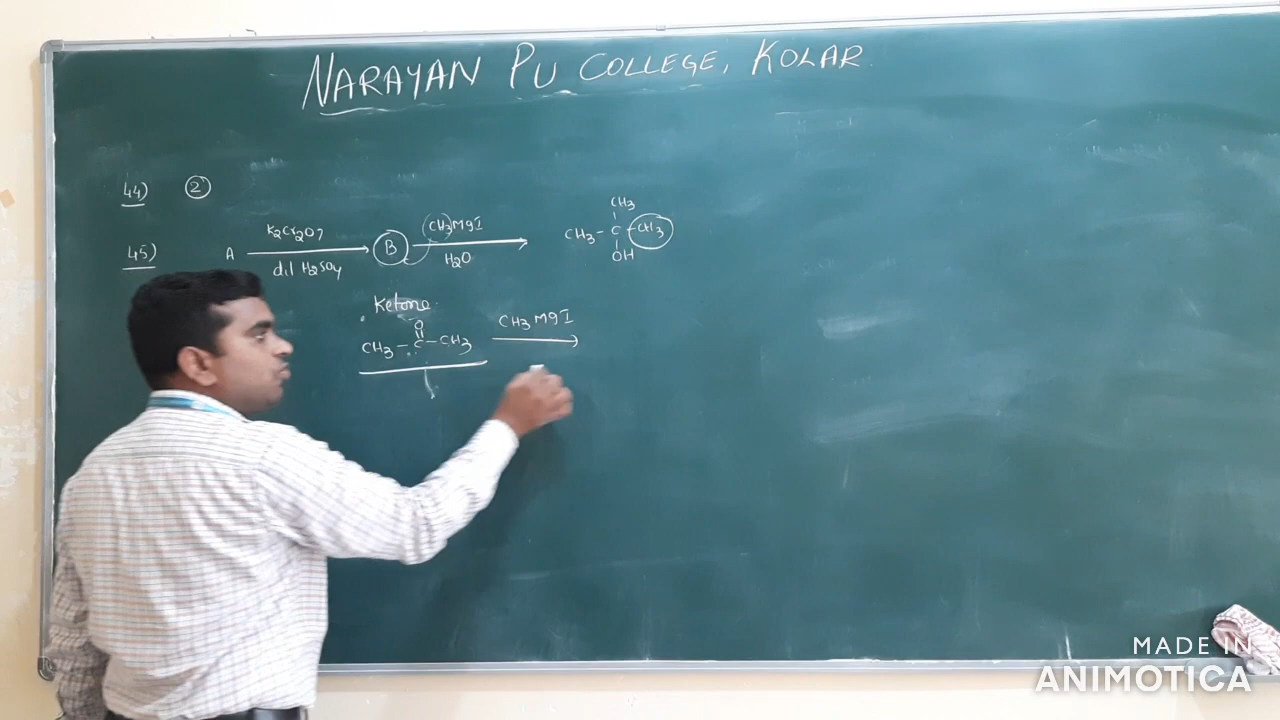 NARAYAN PU COLLEGE, KOLAR.
44) 2
CH3
K2Cr2O7 CH3MgI CH3 - C - CH3
45) A B
dil H2SO4 H2O OH
Ketone
O CH3MgI
CH3 - C - CH3
MADE IN
ANIMOTICA